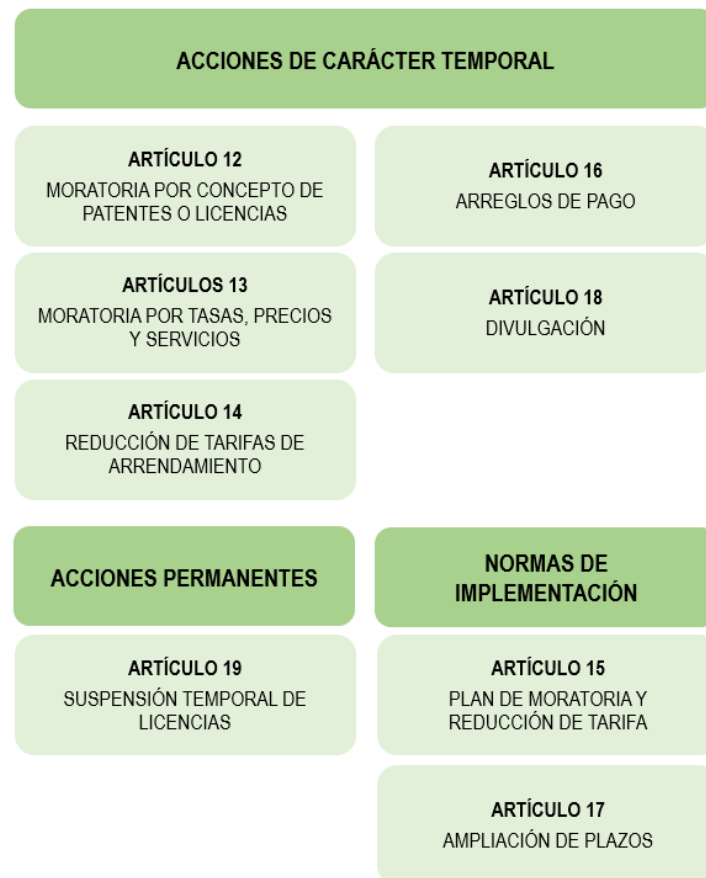 ACCIONES DE CARÁCTER TEMPORAL
ARTÍCULO 12
MORATORIA POR CONCEPTO DE
PATENTES O LICENCIAS
ARTÍCULO 16
ARREGLOS DE PAGO
ARTÍCULOS 13
MORATORIA POR TASAS, PRECIOS
Y SERVICIOS
ARTÍCULO 18
DIVULGACIÓN
ARTÍCULO 14
REDUCCIÓN DE TARIFAS DE
ARRENDAMIENTO
ACCIONES PERMANENTES
NORMAS DE
IMPLEMENTACIÓN
ARTÍCULO 19
SUSPENSIÓN TEMPORAL DE
LICENCIAS
ARTÍCULO 15
PLAN DE MORATORIA Y
REDUCCIÓN DE TARIFA
ARTÍCULO 17
AMPLIACIÓN DE PLAZOS